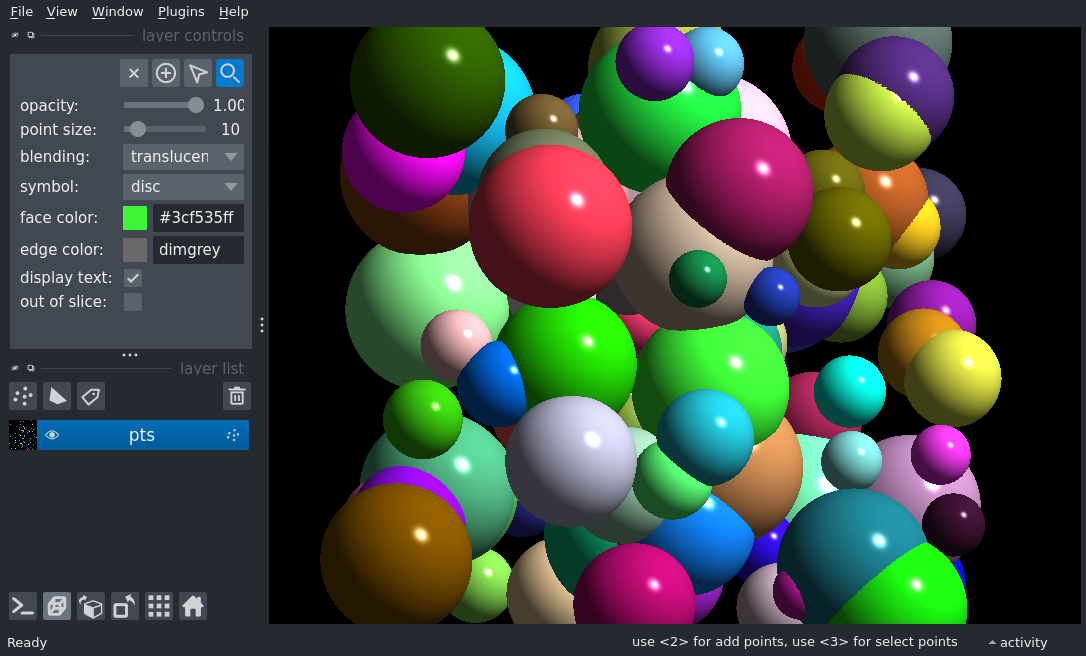 File View Window Plugins Help
layer controls
opacity: 1.00
point size: 10
blending: translucen
symbol: disc
face color: #3cf535ff
edge color: dimgrey
display text:
out of slice:
layer list
pts
Ready use <2> for add points, use <3> for select points activity